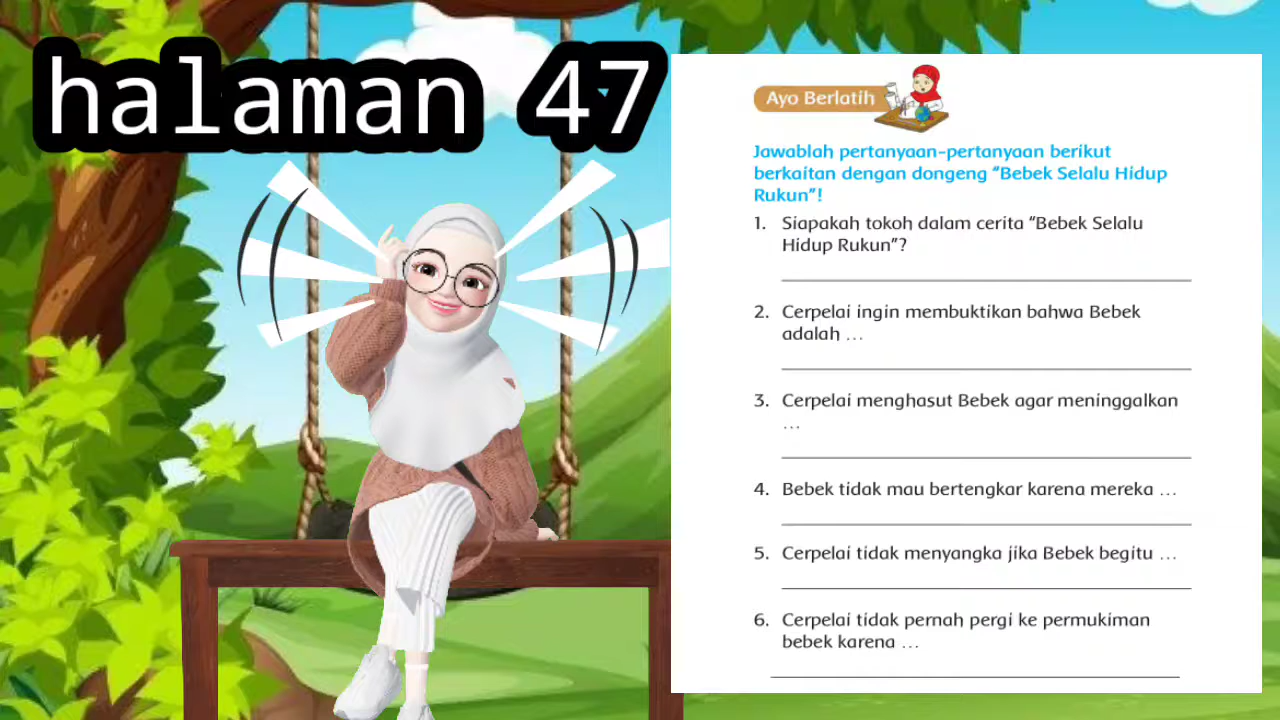 halaman 47
Ayo Berlatih
Jawablah pertanyaan-pertanyaan berikut
berkaitan dengan dongeng “Bebek Selalu Hidup
Rukun”!
1. Siapakah tokoh dalam cerita “Bebek Selalu
Hidup Rukun”?
2. Cerpelai ingin membuktikan bahwa Bebek
adalah …
3. Cerpelai menghasut Bebek agar meninggalkan
…
4. Bebek tidak mau bertengkar karena mereka …
5. Cerpelai tidak menyangka jika Bebek begitu …
6. Cerpelai tidak pernah pergi ke permukiman
bebek karena …